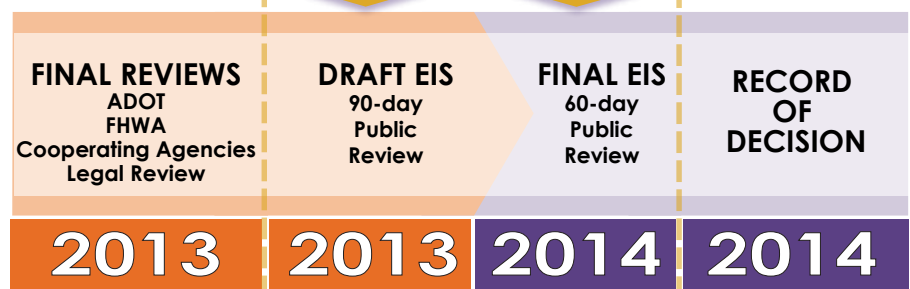 FINAL REVIEWS
ADOT
FHWA
Cooperating Agencies
Legal Review
DRAFT EIS
90-day
Public
Review
FINAL EIS
60-day
Public
Review
RECORD
OF
DECISION
2013
2013
2014
2014